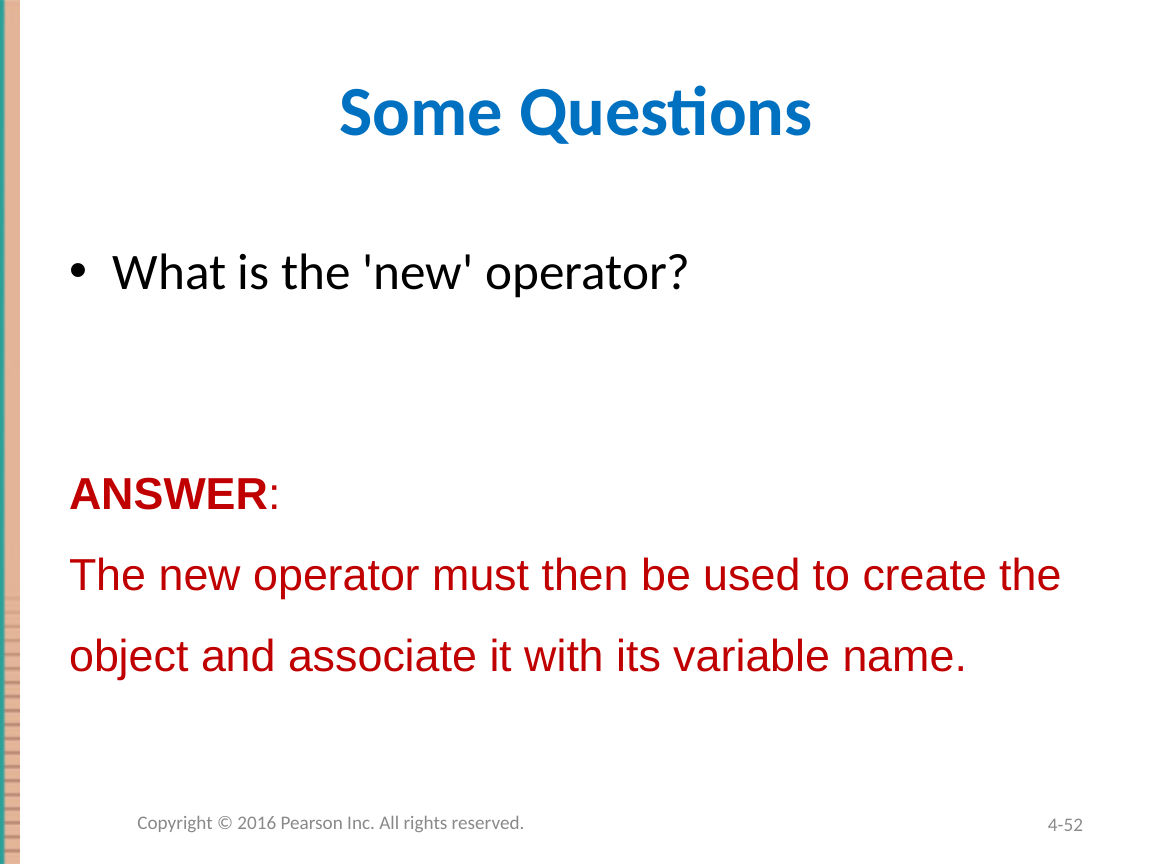 Some Questions
• What is the 'new' operator?
ANSWER:
The new operator must then be used to create the
object and associate it with its variable name.
Copyright © 2016 Pearson Inc. All rights reserved.
4-52